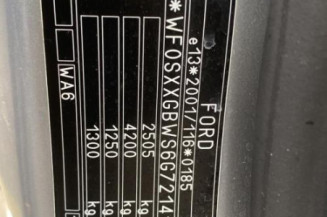 FORD
e13*2001/116*0185
*WF0SXXGBWS6G7214
2505 kg
4200 kg
1250 kg
1300 kg
WA6